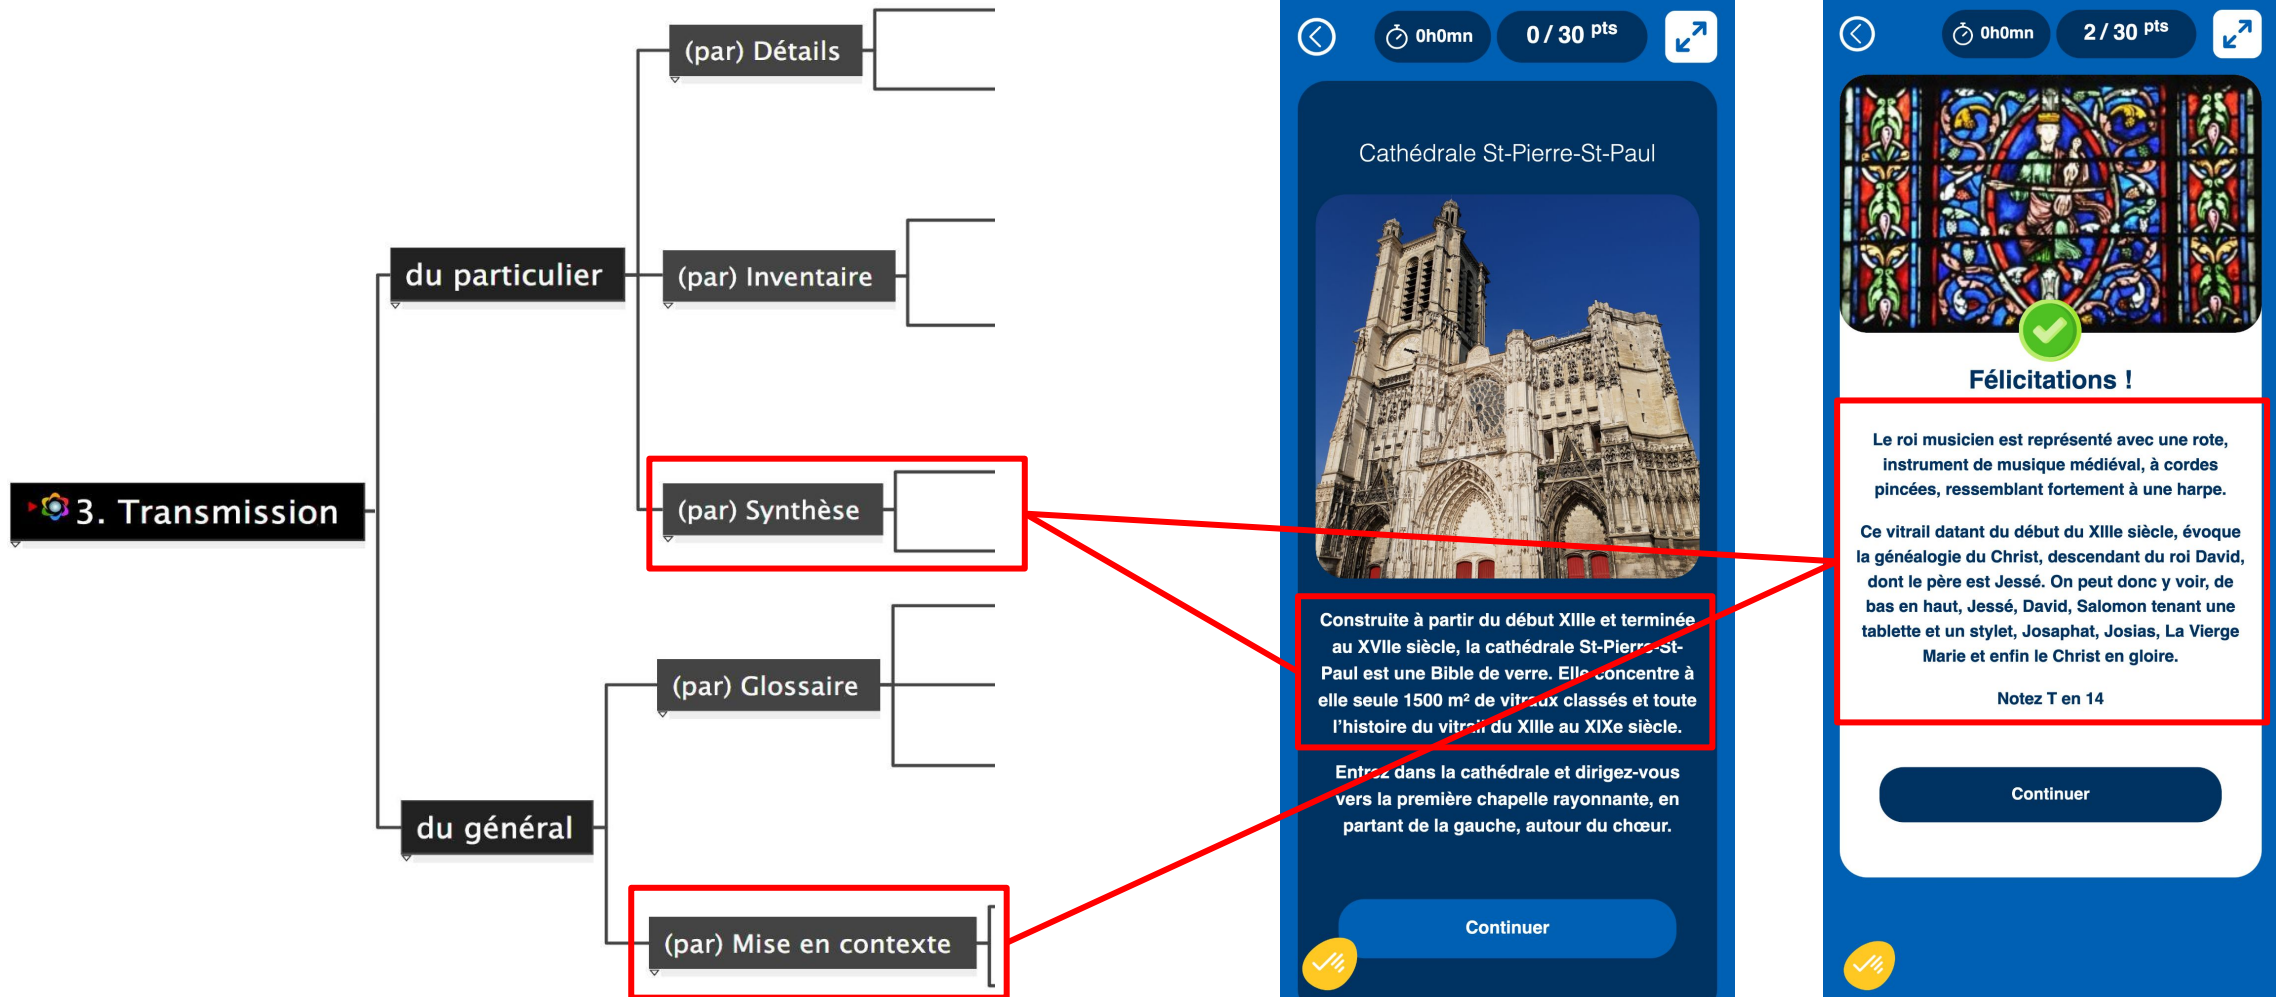 (par) Détails
du particulier
(par) Inventaire
(par) Synthèse
3. Transmission
(par) Glossaire
du général
(par) Mise en contexte
0h0mn
0 / 30 pts
Cathédrale St-Pierre-St-Paul
Construite à partir du début XIIIe et terminée
au XVIIe siècle, la cathédrale St-Pierre-St-
Paul est une Bible de verre. Elle concentre à
elle seule 1500 m² de vitraux classés et toute
l'histoire du vitrail du XIIIe au XIXe siècle.
Entrez dans la cathédrale et dirigez-vous
vers la première chapelle rayonnante, en
partant de la gauche, autour du chœur.
Continuer
0h0mn
2 / 30 pts
Félicitations !
Le roi musicien est représenté avec une rote,
instrument de musique médiéval, à cordes
pincées, ressemblant fortement à une harpe.
Ce vitrail datant du début du XIIIe siècle, évoque
la généalogie du Christ, descendant du roi David,
dont le père est Jessé. On peut donc y voir, de
bas en haut, Jessé, David, Salomon tenant une
tablette et un stylet, Josaphat, Josias, La Vierge
Marie et enfin le Christ en gloire.
Notez T en 14
Continuer